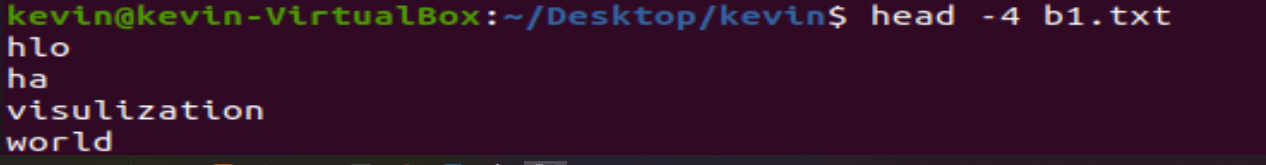 kevin@kevin-VirtualBox:~/Desktop/kevin$ head -4 b1.txt
hlo
ha
visulization
world